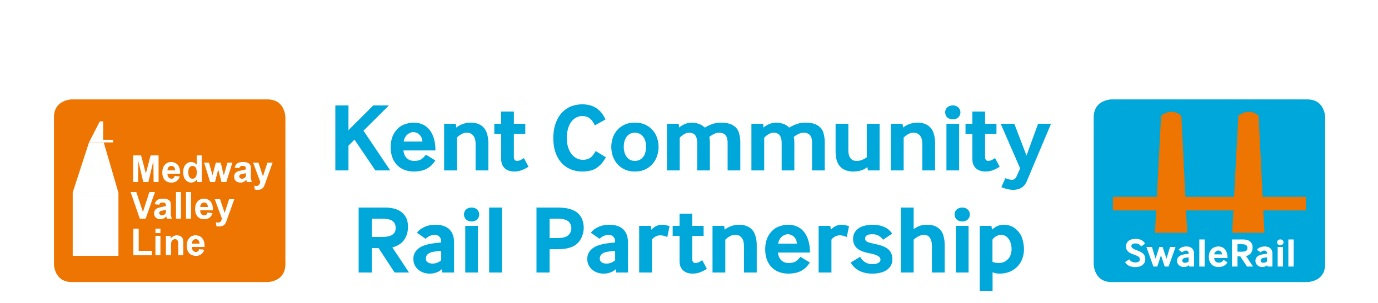 Medway
Valley
Line
Kent Community
Rail Partnership
SwaleRail